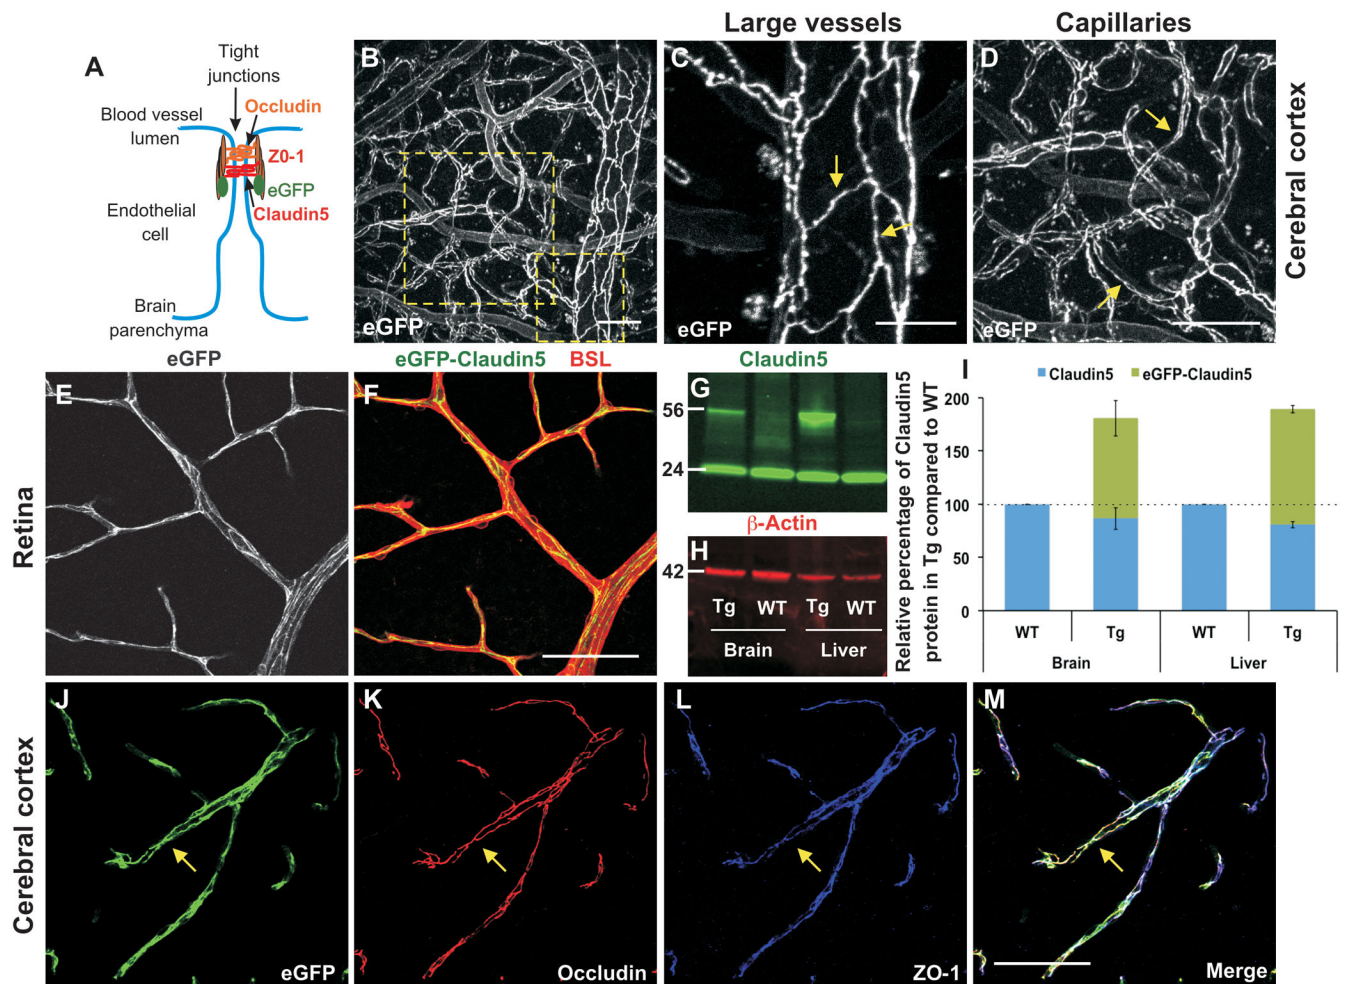 Large vessels
Capillaries
A
Tight
junctions
Occludin
Blood vessel
lumen
Z0-1
eGFP
Claudin5
Endothelial
cell
Brain
parenchyma
B
eGFP
C
eGFP
D
eGFP
Cerebral cortex
eGFP
E
eGFP-Claudin5 BSL
F
Retina
Claudin5
G
56
24
β-Actin
H
42
Tg WT Tg WT
Brain Liver
I
Claudin5 eGFP-Claudin5
Relative percentage of Claudin5
protein in Tg compared to WT
200
150
100
50
0
WT Tg WT Tg
Brain Liver
Cerebral cortex
J
eGFP
K
Occludin
L
ZO-1
M
Merge